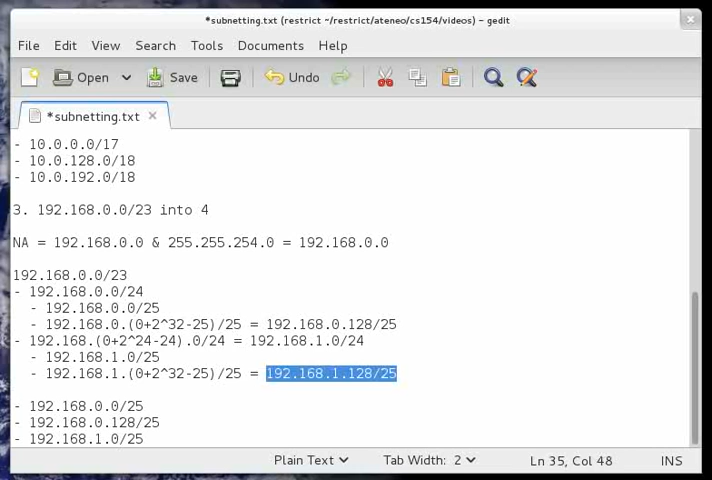 *subnetting.txt (restrict ~/restrict/ateneo/cs154/videos) – gedit
File Edit View Search Tools Documents Help
Open Save Undo
*subnetting.txt
- 10.0.0.0/17
- 10.0.128.0/18
- 10.0.192.0/18
3. 192.168.0.0/23 into 4
NA = 192.168.0.0 & 255.255.254.0 = 192.168.0.0
192.168.0.0/23
- 192.168.0.0/24
- 192.168.0.0/25
- 192.168.0.(0+2^32-25)/25 = 192.168.0.128/25
- 192.168.(0+2^24-24).0/24 = 192.168.1.0/24
- 192.168.1.0/25
- 192.168.1.(0+2^32-25)/25 = 192.168.1.128/25
- 192.168.0.0/25
- 192.168.0.128/25
- 192.168.1.0/25
Plain Text Tab Width: 2 Ln 35, Col 48 INS